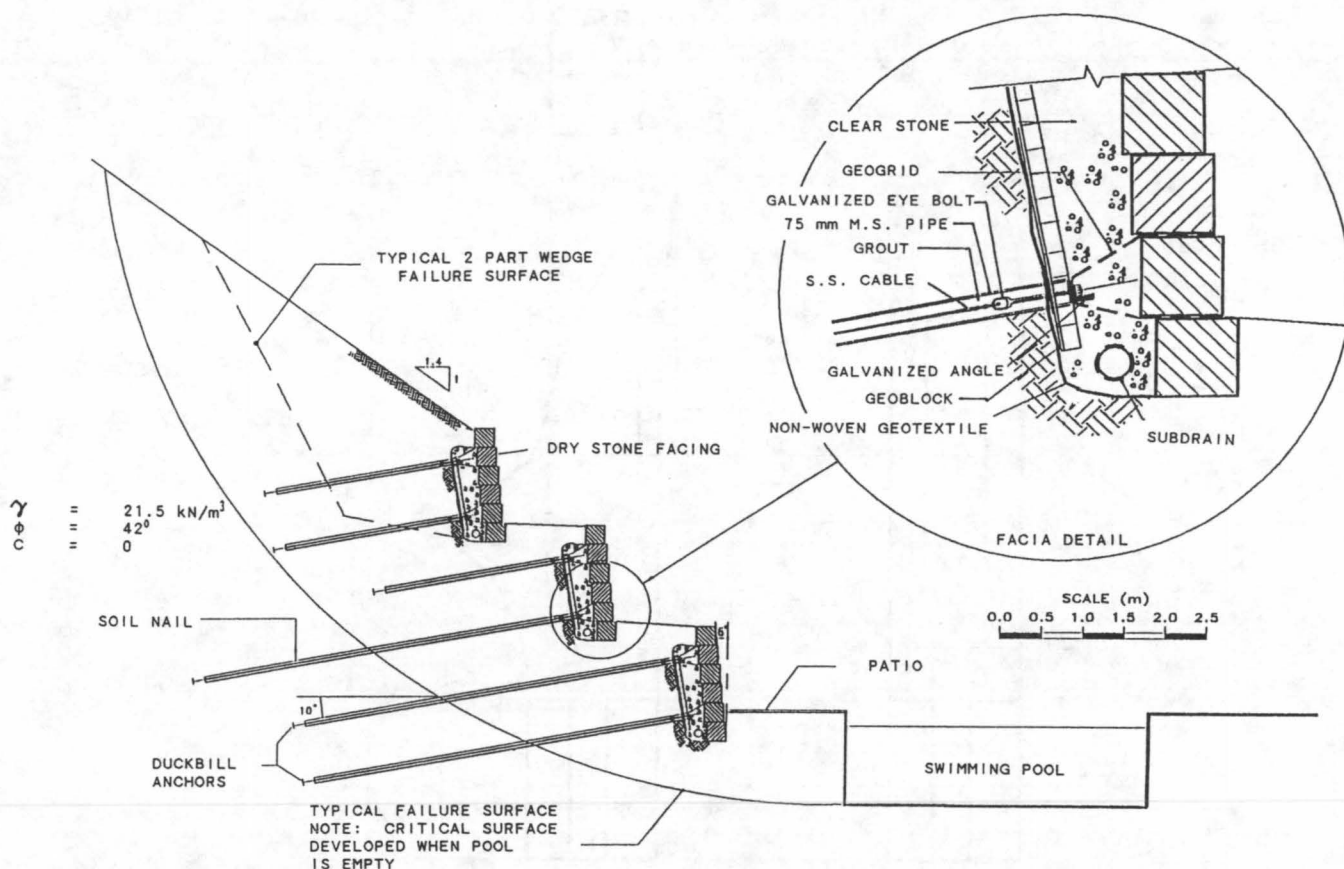 CLEAR STONE
GEOGRID
GALVANIZED EYE BOLT
75 mm M.S. PIPE
GROUT
S.S. CABLE
GALVANIZED ANGLE
GEOBLOCK
NON-WOVEN GEOTEXTILE
SUBDRAIN
FACIA DETAIL
TYPICAL 2 PART WEDGE
FAILURE SURFACE
1.4
1
DRY STONE FACING
γ = 21.5 kN/m³
ϕ = 42⁰
C = 0
SOIL NAIL
10°
6
1
SCALE (m)
0.0 0.5 1.0 1.5 2.0 2.5
PATIO
SWIMMING POOL
DUCKBILL
ANCHORS
TYPICAL FAILURE SURFACE
NOTE: CRITICAL SURFACE
DEVELOPED WHEN POOL
IS EMPTY